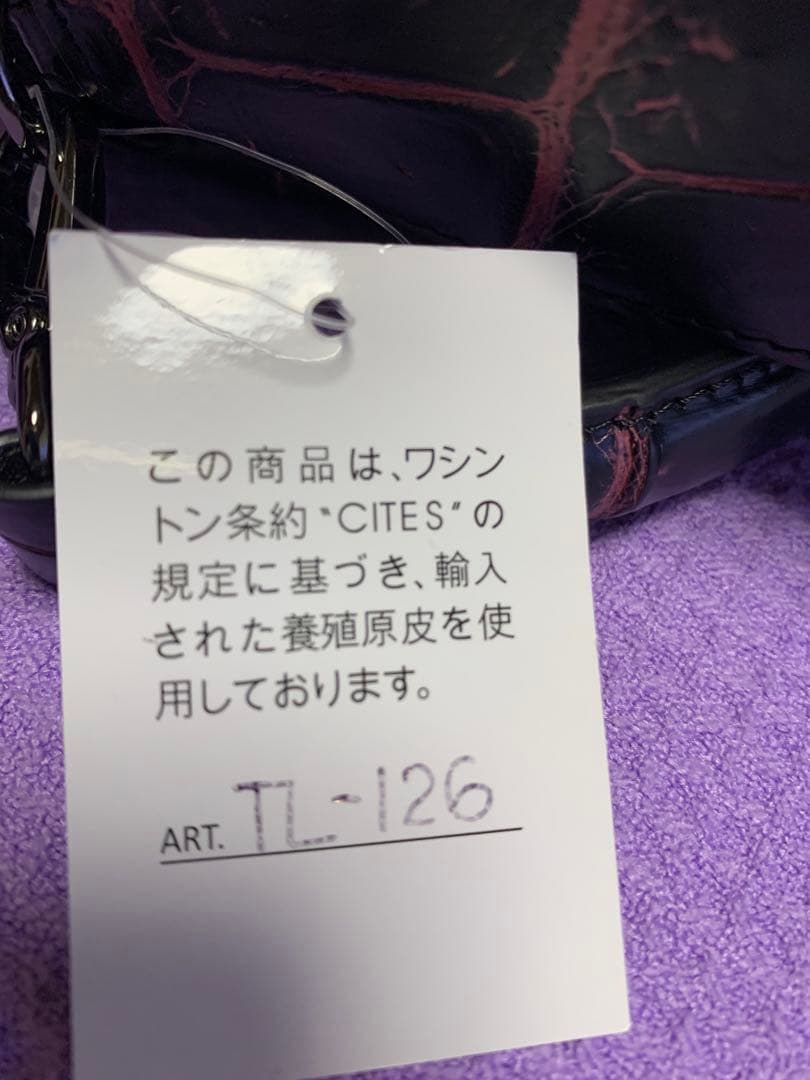 この商品は、ワシン
トン条約〝CITES〟の
規定に基づき、輸入
された養殖原皮を使
用しております。
ART. TL-126